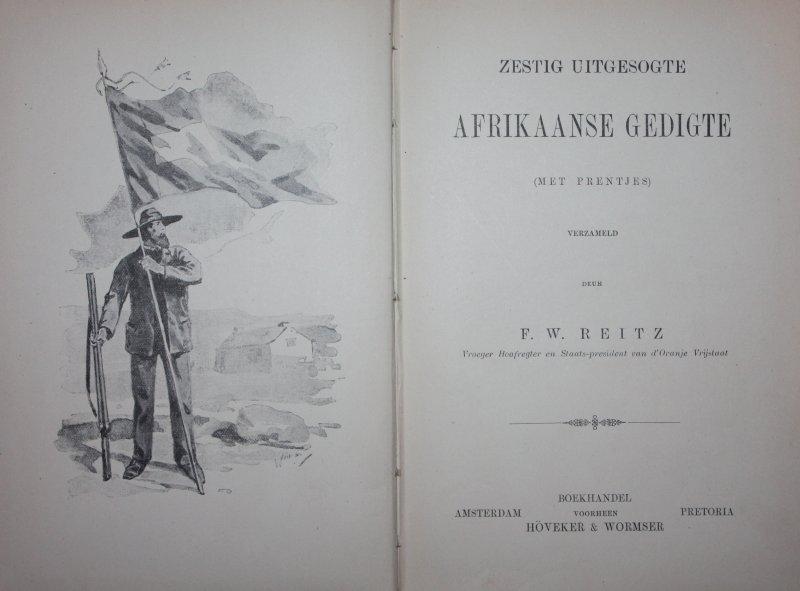 ZESTIG UITGESOGTE
AFRIKAANSE GEDIGTE
(MET PRENTJES)
VERZAMELD
DEUR
F. W. REITZ
Vroeger Hoofregter en Staats-president van d'Oranje Vrijstaat
BOEKHANDEL
AMSTERDAM VOORHEEN PRETORIA
HÖVEKER & WORMSER